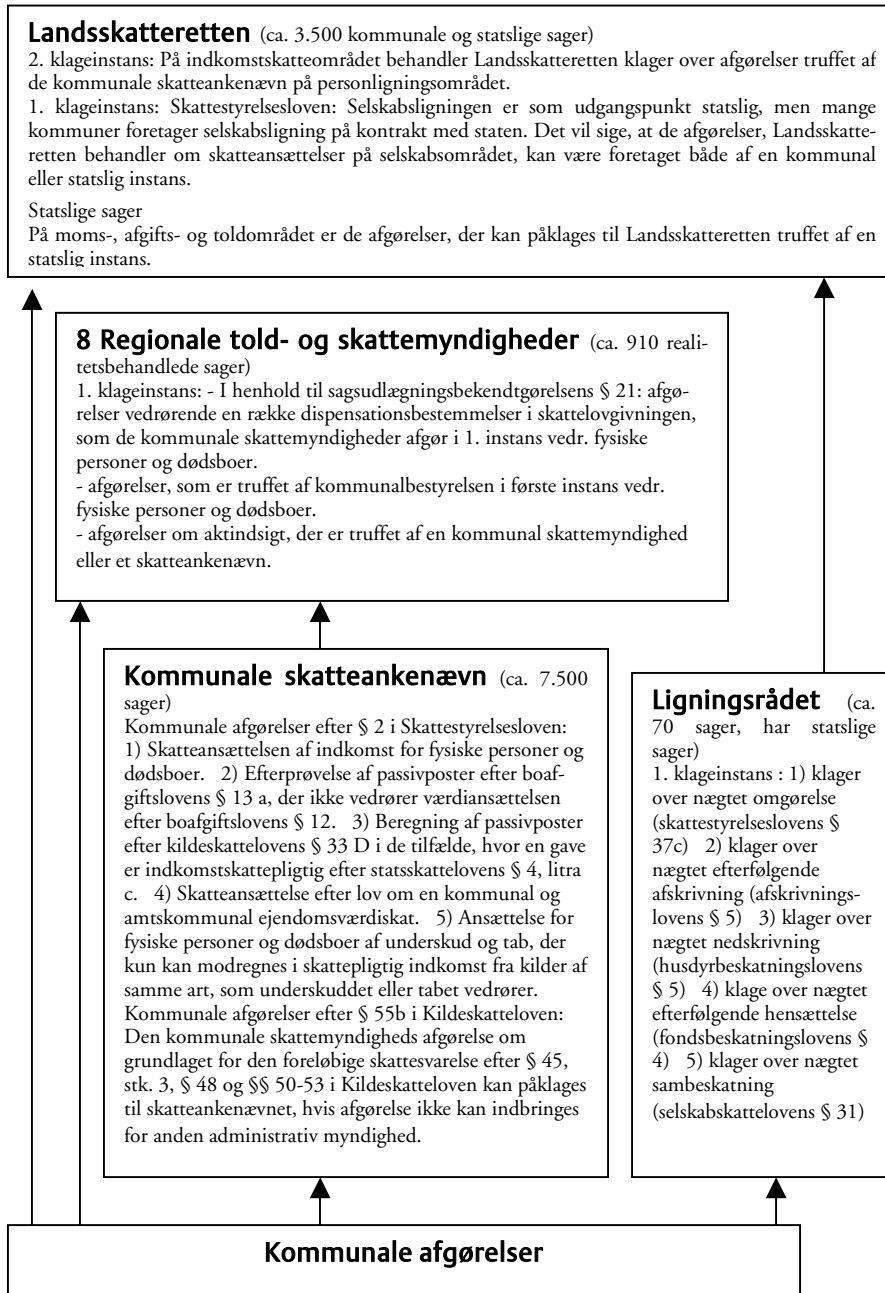 Landsskatteretten (ca. 3.500 kommunale og statslige sager)
2. klageinstans: På indkomstskatteområdet behandler Landsskatteretten klager over afgørelser truffet af
de kommunale skatteankenævn på personligningsområdet.
1. klageinstans: Skattestyrelsesloven: Selskabsligningen er som udgangspunkt statslig, men mange
kommuner foretager selskabsligning på kontrakt med staten. Det vil sige, at de afgørelser, Landsskatte-
retten behandler om skatteansættelser på selskabsområdet, kan være foretaget både af en kommunal
eller statslig instans.
Statslige sager
På moms-, afgifts- og toldområdet er de afgørelser, der kan påklages til Landsskatteretten truffet af en
statslig instans.
8 Regionale told- og skattemyndigheder (ca. 910 reali-
tetsbehandlede sager)
1. klageinstans: - I henhold til sagsudlægningsbekendtgørelsens § 21: afgø-
relser vedrørende en række dispensationsbestemmelser i skattelovgivningen,
som de kommunale skattemyndigheder afgør i 1. instans vedr. fysiske
personer og dødsboer.
- afgørelser, som er truffet af kommunalbestyrelsen i første instans vedr.
fysiske personer og dødsboer.
- afgørelser om aktindsigt, der er truffet af en kommunal skattemyndighed
eller et skatteankenævn.
Kommunale skatteankenævn (ca. 7.500
sager)
Kommunale afgørelser efter § 2 i Skattestyrelsesloven:
1) Skatteansættelsen af indkomst for fysiske personer og
dødsboer. 2) Efterprøvelse af passivposter efter boaf-
giftslovens § 13 a, der ikke vedrører værdiansættelsen
efter boafgiftslovens § 12. 3) Beregning af passivposter
efter kildeskattelovens § 33 D i de tilfælde, hvor en gave
er indkomstskattepligtig efter statsskattelovens § 4, litra
c. 4) Skatteansættelse efter lov om en kommunal og
amtskommunal ejendomsværdiskat. 5) Ansættelse for
fysiske personer og dødsboer af underskud og tab, der
kun kan modregnes i skattepligtig indkomst fra kilder af
samme art, som underskuddet eller tabet vedrører.
Kommunale afgørelser efter § 55b i Kildeskatteloven:
Den kommunale skattemyndigheds afgørelse om
grundlaget for den foreløbige skattesvarelse efter § 45,
stk. 3, § 48 og §§ 50-53 i Kildeskatteloven kan påklages
til skatteankenævnet, hvis afgørelse ikke kan indbringes
for anden administrativ myndighed.
Ligningsrådet (ca.
70 sager, har statslige
sager)
1. klageinstans : 1) klager
over nægtet omgørelse
(skattestyrelseslovens §
37c) 2) klager over
nægtet efterfølgende
afskrivning (afskrivnings-
lovens § 5) 3) klager over
nægtet nedskrivning
(husdyrbeskatningslovens
§ 5) 4) klage over nægtet
efterfølgende hensættelse
(fondsbeskatningslovens §
4) 5) klager over nægtet
sambeskatning
(selskabskattelovens § 31)
Kommunale afgørelser